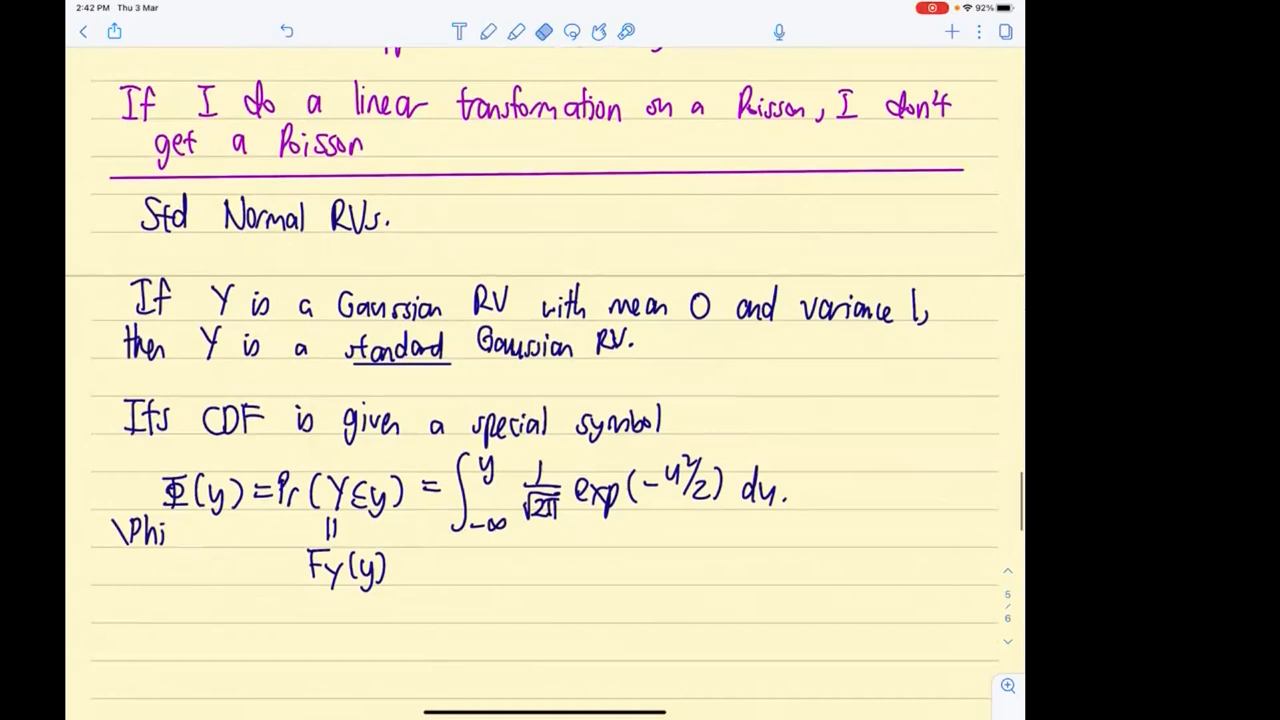 2:42 PM Thu 3 Mar
92%
If I do a linear transformation on a Poisson, I don't
get a Poisson
Std Normal RVs.
If Y is a Gaussian RV with mean 0 and variance 1,
then Y is a standard Gaussian RV.
Its CDF is given a special symbol
Φ(y) = Pr(Y ≤ y) = ∫_{-∞}^{y} 1/√2π exp(-u²/2) du.
\Phi
||
F_Y(y)
5
/
6